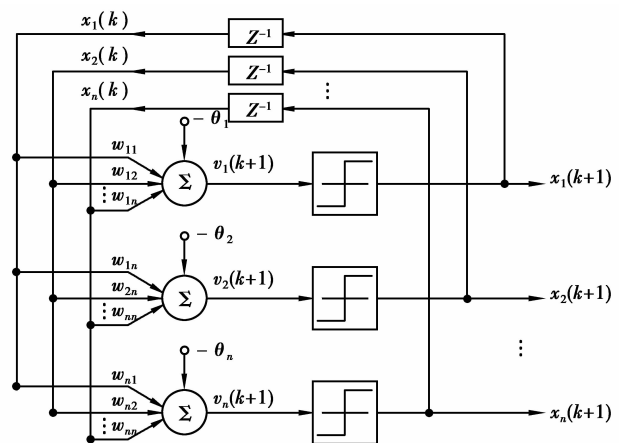 x₁(k)
Z⁻¹
x₂(k)
Z⁻¹
xₙ(k)
Z⁻¹
⋮
− θ₁
w₁₁
w₁₂
⋮ w₁ₙ
Σ
v₁(k+1)
x₁(k+1)
− θ₂
w₁ₙ
w₂ₙ
⋮ wₙₙ
Σ
v₂(k+1)
x₂(k+1)
⋮
− θₙ
wₙ₁
wₙ₂
⋮ wₙₙ
Σ
vₙ(k+1)
xₙ(k+1)